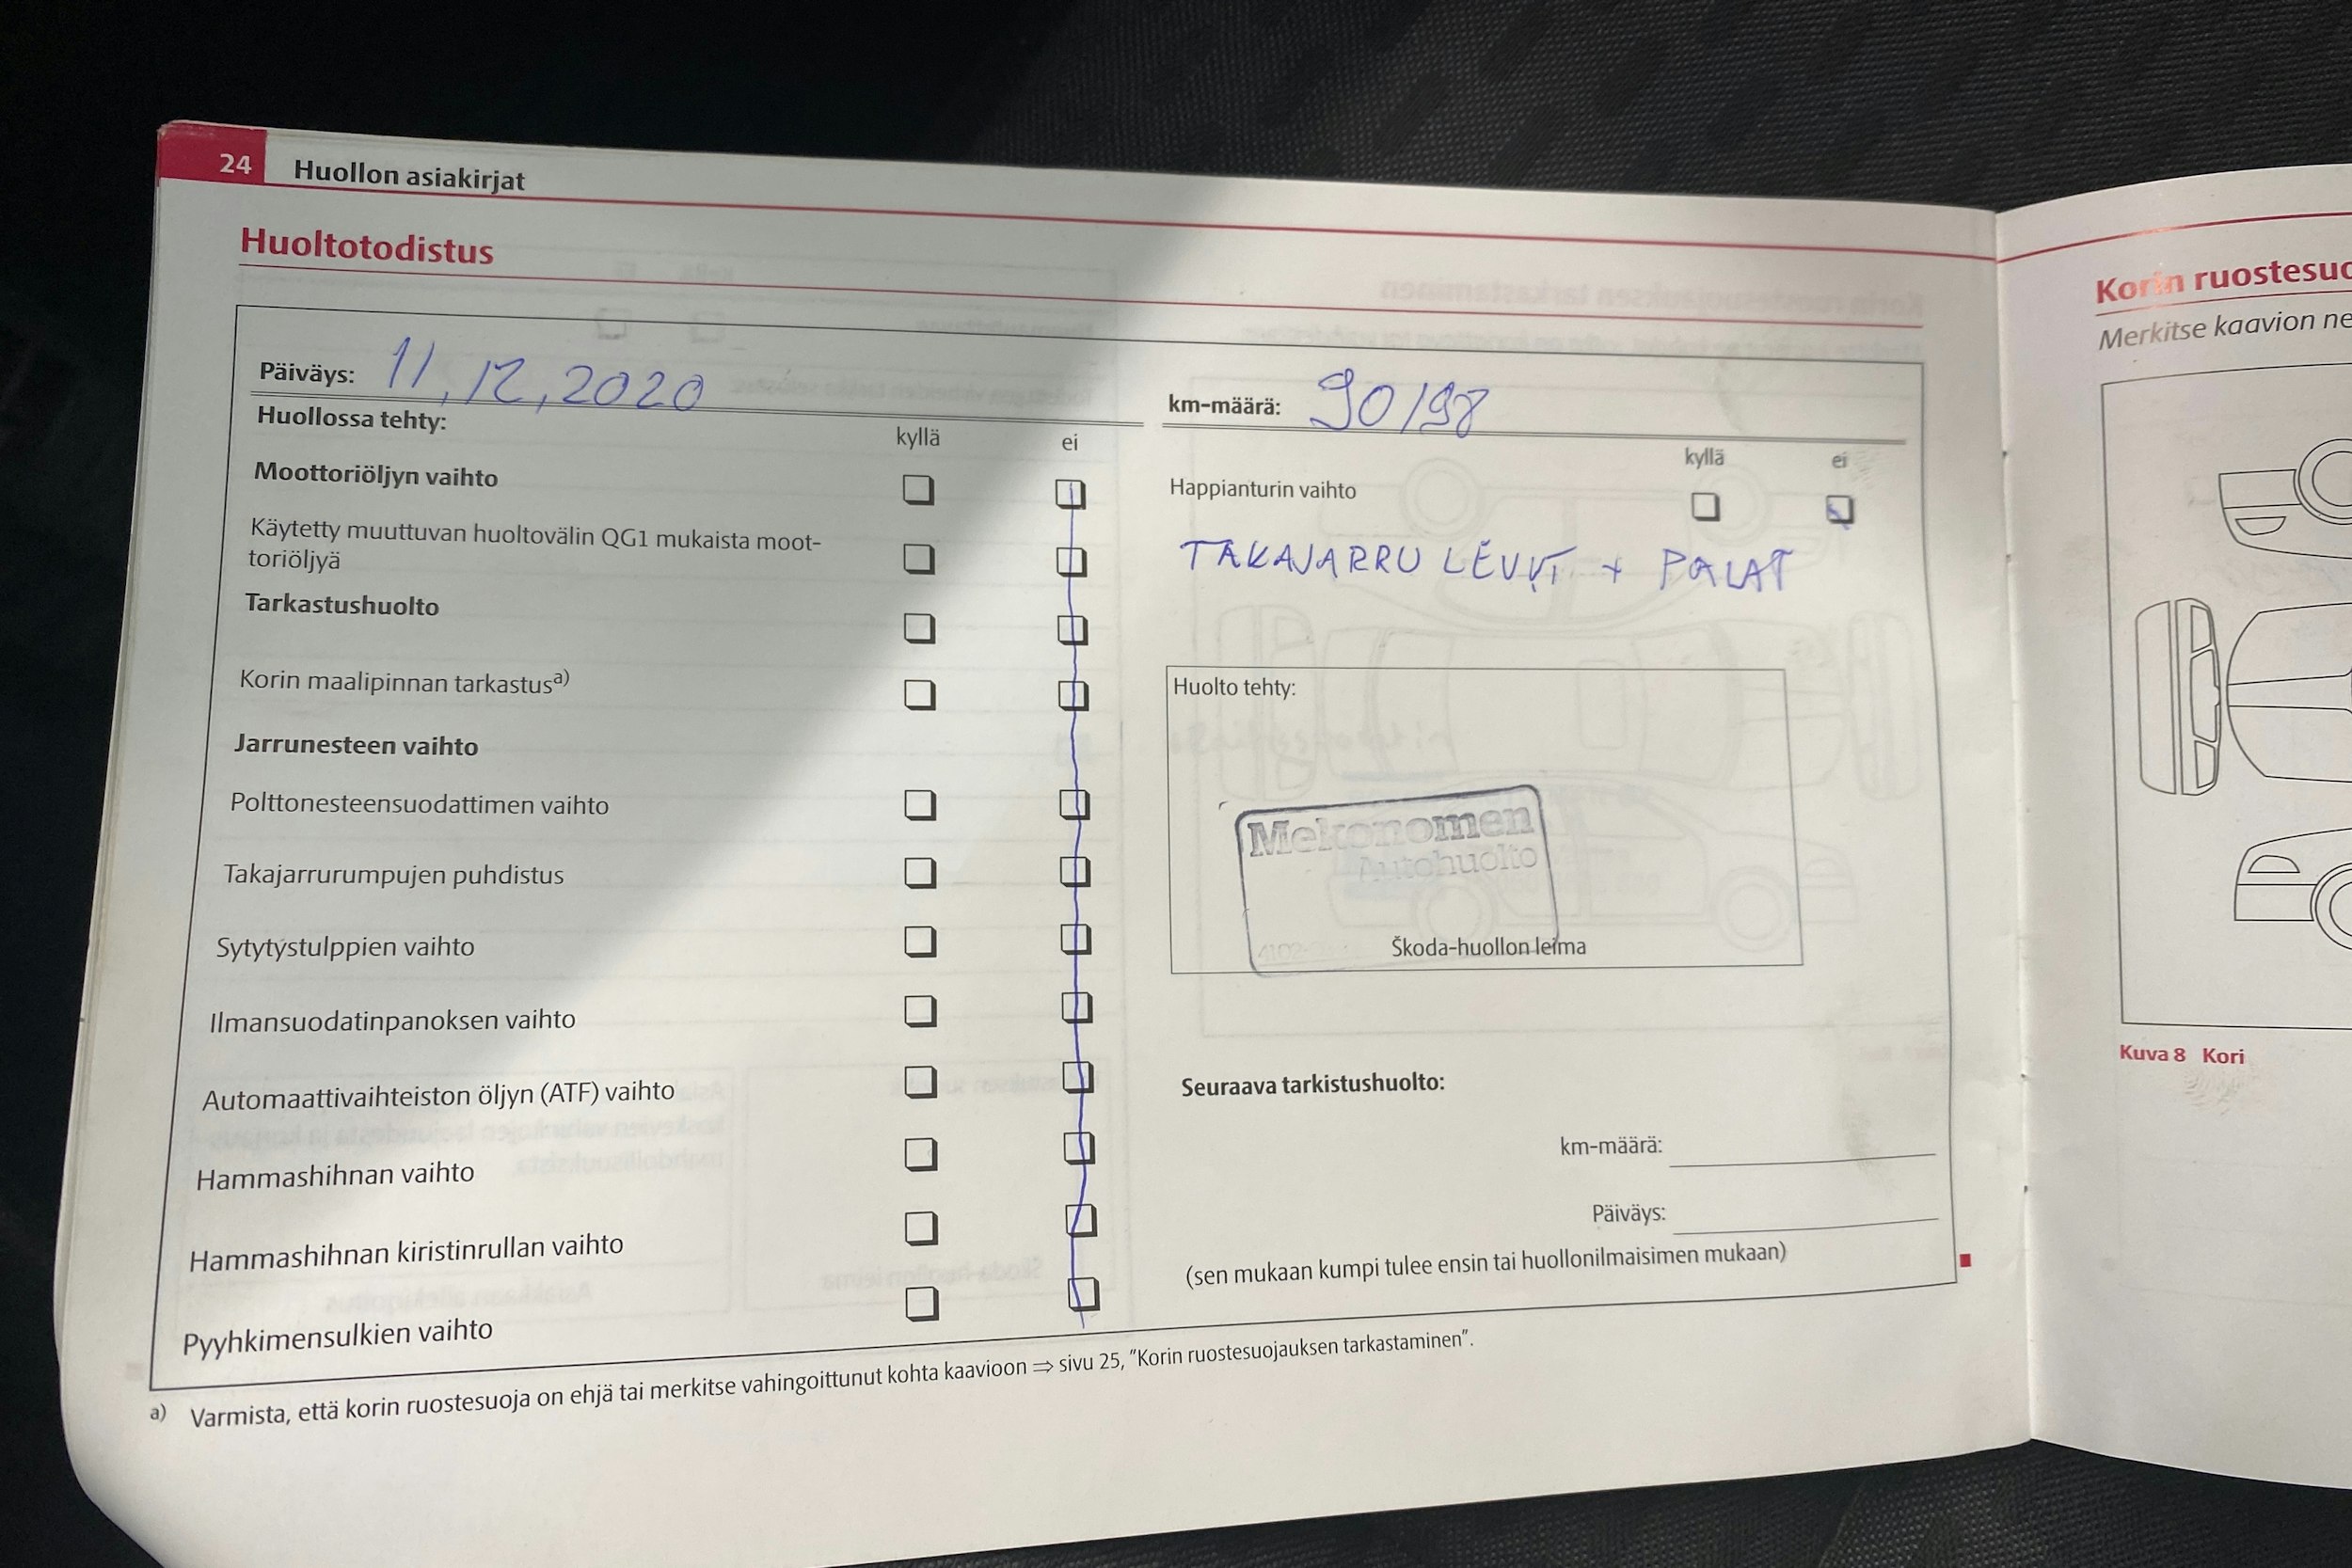 24 Huollon asiakirjat
Huoltotodistus
Päiväys: 11,12,2020
Huollossa tehty:
kyllä ei
Moottoriöljyn vaihto
Käytetty muuttuvan huoltovälin QG1 mukaista moot-
toriöljyä
Tarkastushuolto
Korin maalipinnan tarkastusa)
Jarrunesteen vaihto
Polttonesteensuodattimen vaihto
Takajarrurumpujen puhdistus
Sytytystulppien vaihto
Ilmansuodatinpanoksen vaihto
Automaattivaihteiston öljyn (ATF) vaihto
Hammashihnan vaihto
Hammashihnan kiristinrullan vaihto
Pyyhkimensulkien vaihto
km-määrä: 90198
kyllä ei
Happianturin vaihto
TAKAJARRU LEVYT + PALAT
Huolto tehty:
Mekonomen
Autohuolto
Škoda-huollon leima
Seuraava tarkistushuolto:
km-määrä:
Päiväys:
(sen mukaan kumpi tulee ensin tai huollonilmaisimen mukaan)
a) Varmista, että korin ruostesuoja on ehjä tai merkitse vahingoittunut kohta kaavioon ⇒ sivu 25, "Korin ruostesuojauksen tarkastaminen".
Korin ruostesuo
Merkitse kaavion ne
Kuva 8 Kori